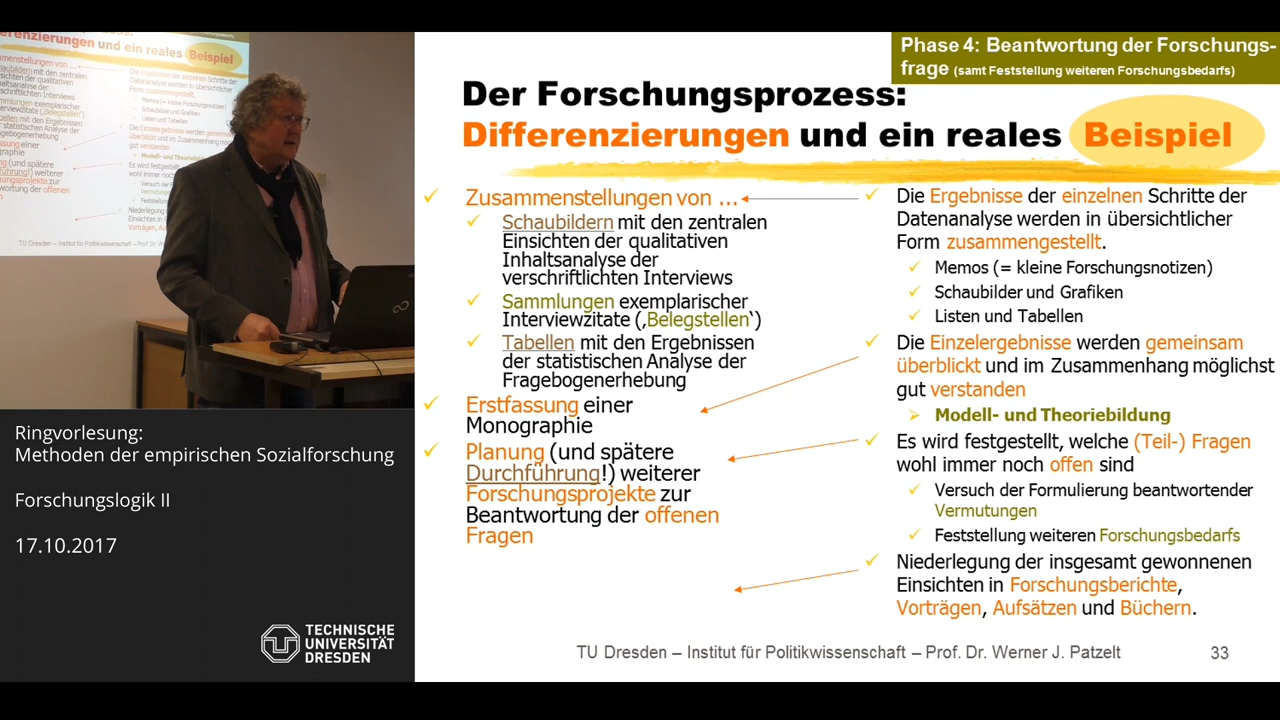 Phase 4: Beantwortung der Forschungs-
frage (samt Feststellung weiteren Forschungsbedarfs)
Der Forschungsprozess:
Differenzierungen und ein reales Beispiel
Zusammenstellungen von ...
Schaubildern mit den zentralen
Einsichten der qualitativen
Inhaltsanalyse der
verschriftlichten Interviews
Sammlungen exemplarischer
Interviewzitate (‚Belegstellen‘)
Tabellen mit den Ergebnissen
der statistischen Analyse der
Fragebogenerhebung
Erstfassung einer
Monographie
Planung (und spätere
Durchführung!) weiterer
Forschungsprojekte zur
Beantwortung der offenen
Fragen
Die Ergebnisse der einzelnen Schritte der
Datenanalyse werden in übersichtlicher
Form zusammengestellt.
Memos (= kleine Forschungsnotizen)
Schaubilder und Grafiken
Listen und Tabellen
Die Einzelergebnisse werden gemeinsam
überblickt und im Zusammenhang möglichst
gut verstanden
Modell- und Theoriebildung
Es wird festgestellt, welche (Teil-) Fragen
wohl immer noch offen sind
Versuch der Formulierung beantwortender
Vermutungen
Feststellung weiteren Forschungsbedarfs
Niederlegung der insgesamt gewonnenen
Einsichten in Forschungsberichte,
Vorträgen, Aufsätzen und Büchern.
TU Dresden – Institut für Politikwissenschaft – Prof. Dr. Werner J. Patzelt
33
Ringvorlesung:
Methoden der empirischen Sozialforschung
Forschungslogik II
17.10.2017
TECHNISCHE
UNIVERSITÄT
DRESDEN